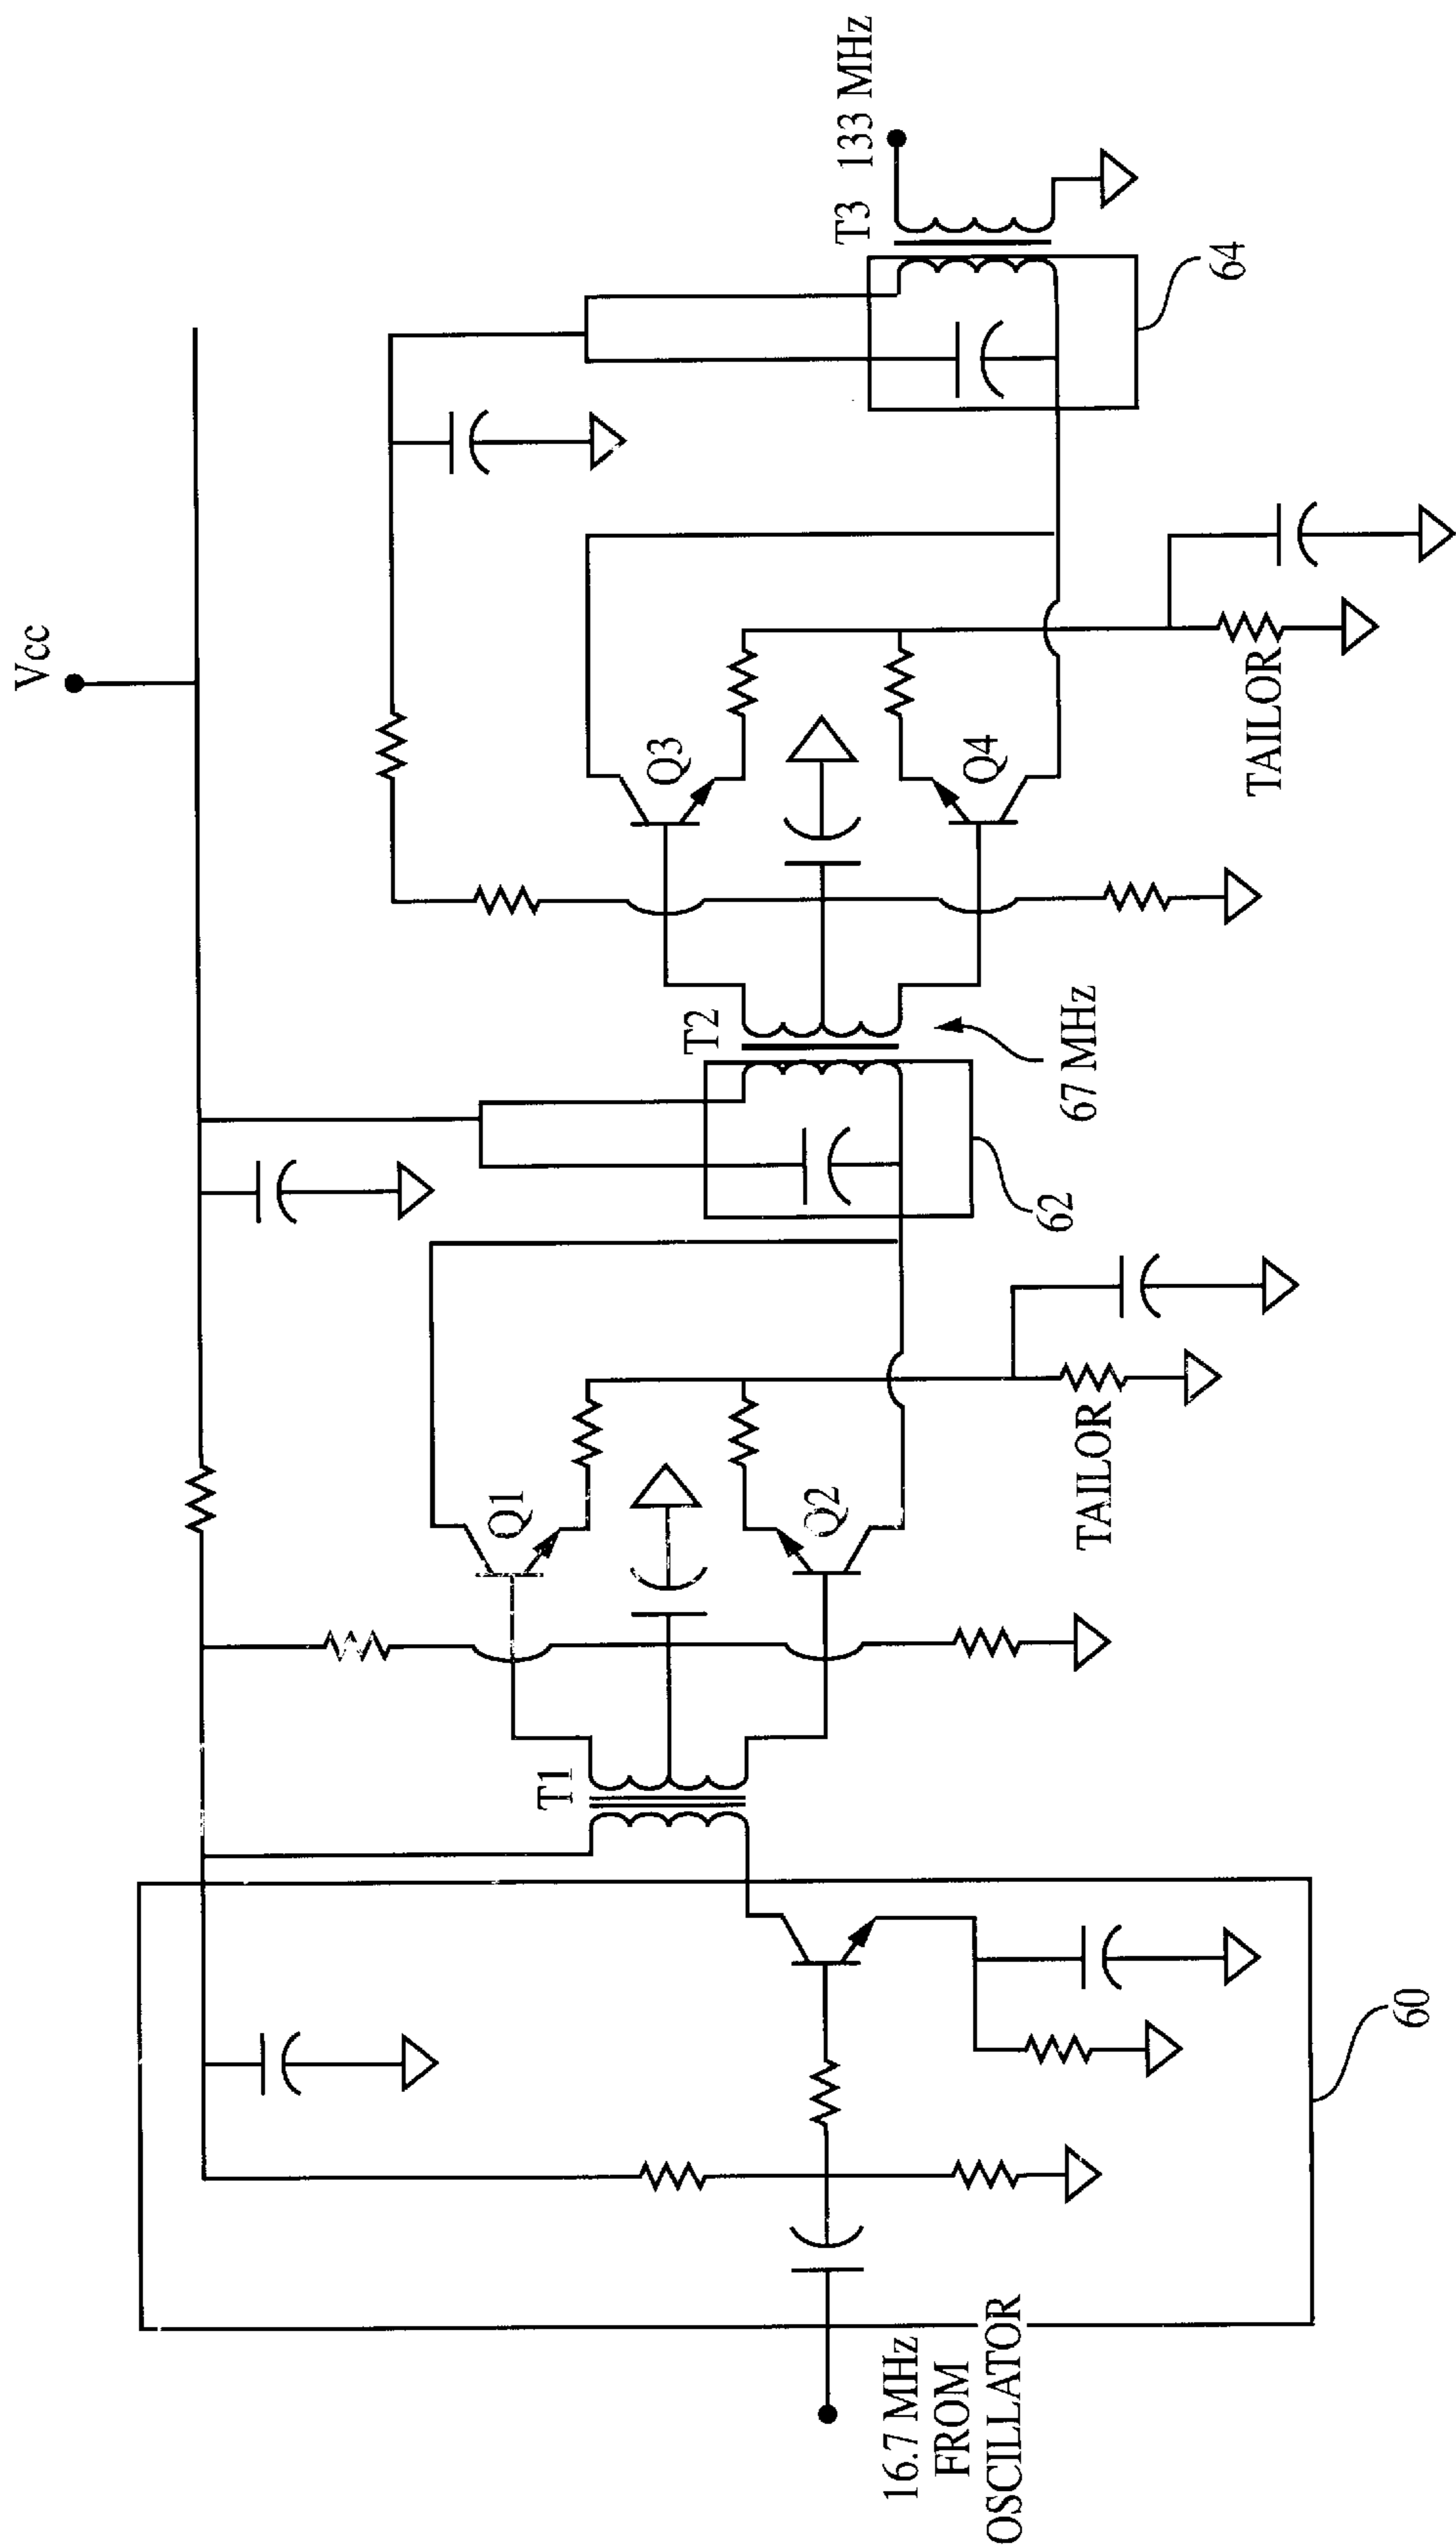 Vcc
16.7 MHz
FROM
OSCILLATOR
60
T1
Q1
Q2
TAILOR
62
T2
67 MHz
Q3
Q4
TAILOR
T3
133 MHz
64